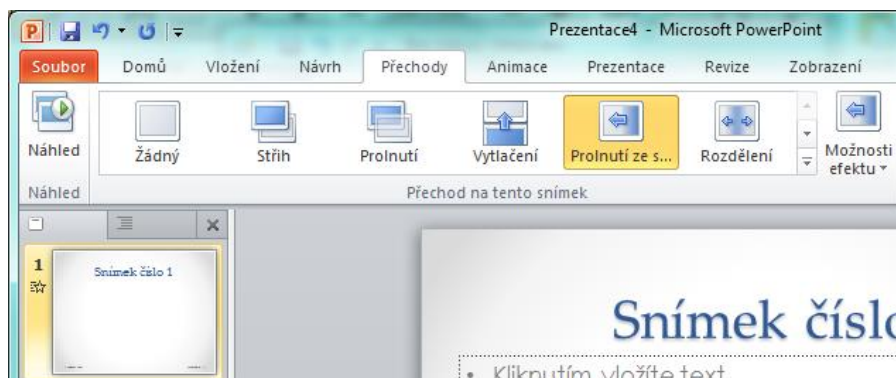 Prezentace4 - Microsoft PowerPoint
Soubor Domů Vložení Návrh Přechody Animace Prezentace Revize Zobrazení
Náhled Žádný Střih Prolnutí Vytlačení Prolnutí ze s... Rozdělení Možnosti
efektu
Náhled Přechod na tento snímek
1
Snímek číslo 1
Snímek číslo
• Kliknutím vložíte text